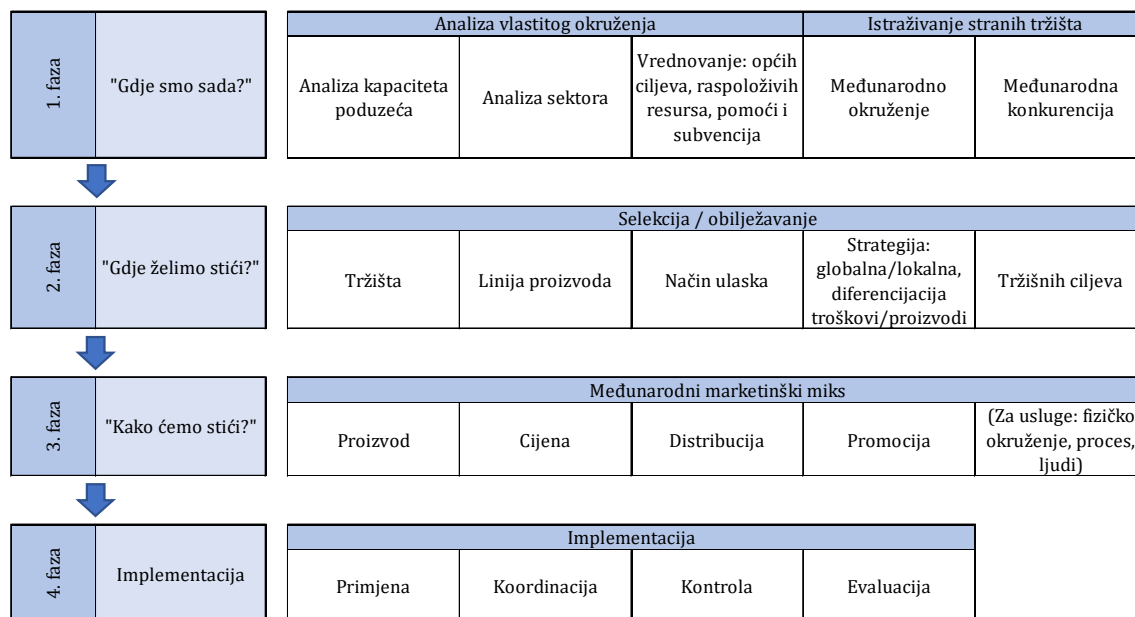 1. faza
"Gdje smo sada?"
Analiza vlastitog okruženja
Istraživanje stranih tržišta
Analiza kapaciteta
poduzeća
Analiza sektora
Vrednovanje: općih
ciljeva, raspoloživih
resursa, pomoći i
subvencija
Međunarodno
okruženje
Međunarodna
konkurencija
2. faza
"Gdje želimo stići?"
Selekcija / obilježavanje
Tržišta
Linija proizvoda
Način ulaska
Strategija:
globalna/lokalna,
diferencijacija
troškovi/proizvodi
Tržišnih ciljeva
3. faza
"Kako ćemo stići?"
Međunarodni marketinški miks
Proizvod
Cijena
Distribucija
Promocija
(Za usluge: fizičko
okruženje, proces,
ljudi)
4. faza
Implementacija
Implementacija
Primjena
Koordinacija
Kontrola
Evaluacija